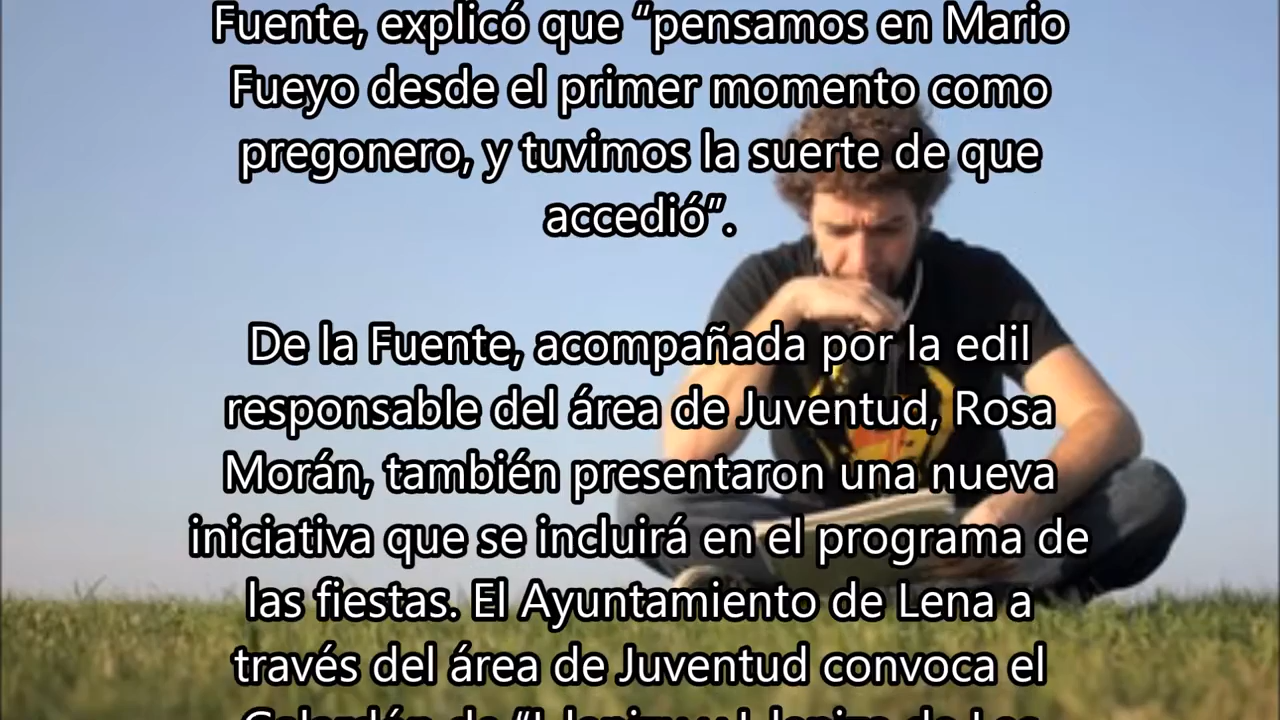 Fuente, explicó que “pensamos en Mario
Fueyo desde el primer momento como
pregonero, y tuvimos la suerte de que
accedió”.
De la Fuente, acompañada por la edil
responsable del área de Juventud, Rosa
Morán, también presentaron una nueva
iniciativa que se incluirá en el programa de
las fiestas. El Ayuntamiento de Lena a
través del área de Juventud convoca el